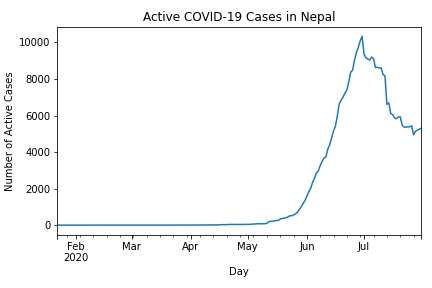 Active COVID-19 Cases in Nepal
Number of Active Cases
10000
8000
6000
4000
2000
0
Feb
2020
Mar
Apr
May
Jun
Jul
Day